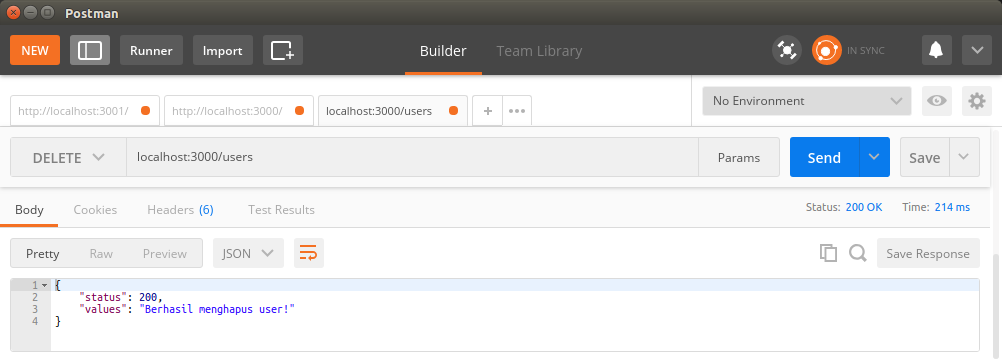 Postman
NEW Runner Import Builder Team Library IN SYNC
http://localhost:3001/ http://localhost:3000/ localhost:3000/users + ••• No Environment
DELETE localhost:3000/users Params Send Save
Body Cookies Headers (6) Test Results Status: 200 OK Time: 214 ms
Pretty Raw Preview JSON Save Response
1 {
2 "status": 200,
3 "values": "Berhasil menghapus user!"
4 }